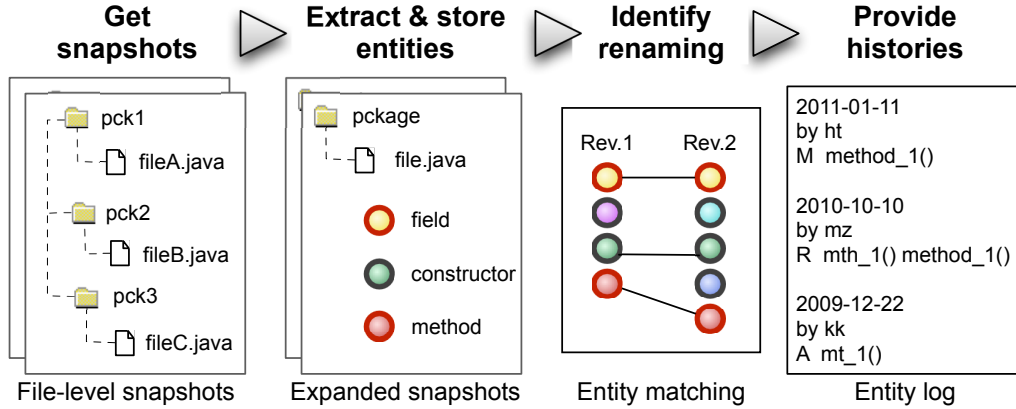 Get
snapshots
Extract & store
entities
Identify
renaming
Provide
histories
pck1
fileA.java
pck2
fileB.java
pck3
fileC.java
File-level snapshots
pckage
file.java
field
constructor
method
Expanded snapshots
Rev.1 Rev.2
Entity matching
2011-01-11
by ht
M method_1()
2010-10-10
by mz
R mth_1() method_1()
2009-12-22
by kk
A mt_1()
Entity log